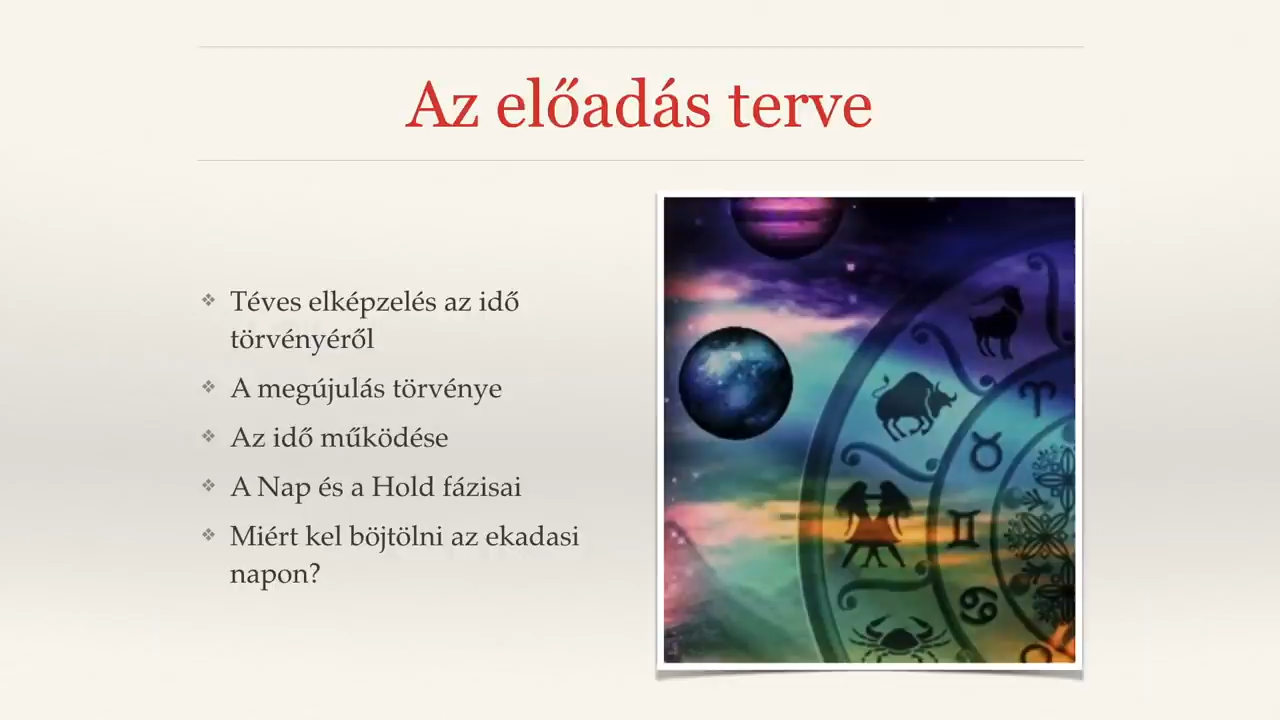 Az előadás terve
Téves elképzelés az idő
törvényéről
A megújulás törvénye
Az idő működése
A Nap és a Hold fázisai
Miért kel böjtölni az ekadasi
napon?